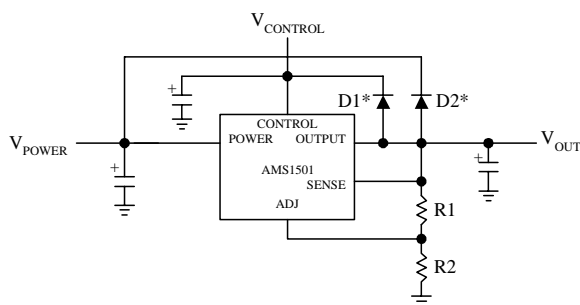 V_CONTROL
+
D1* D2*
CONTROL
V_POWER POWER OUTPUT V_OUT
+ AMS1501 +
SENSE
R1
ADJ
R2